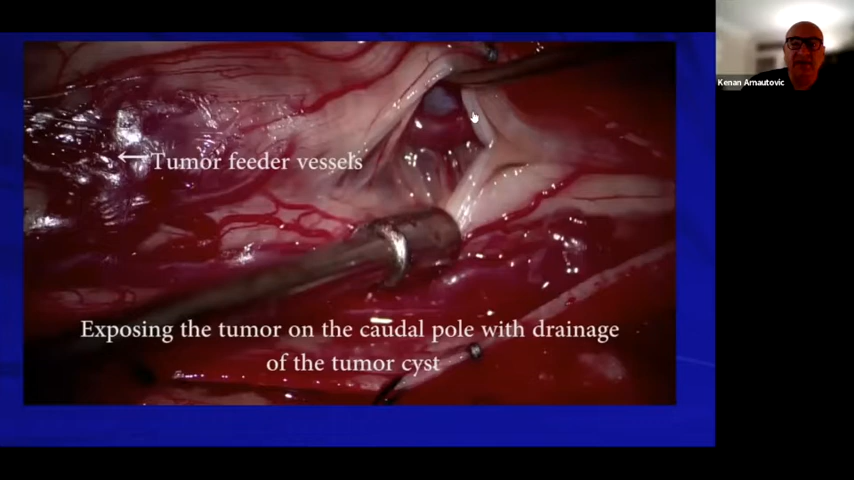 Kenan Arnautovic
←Tumor feeder vessels
Exposing the tumor on the caudal pole with drainage
of the tumor cyst